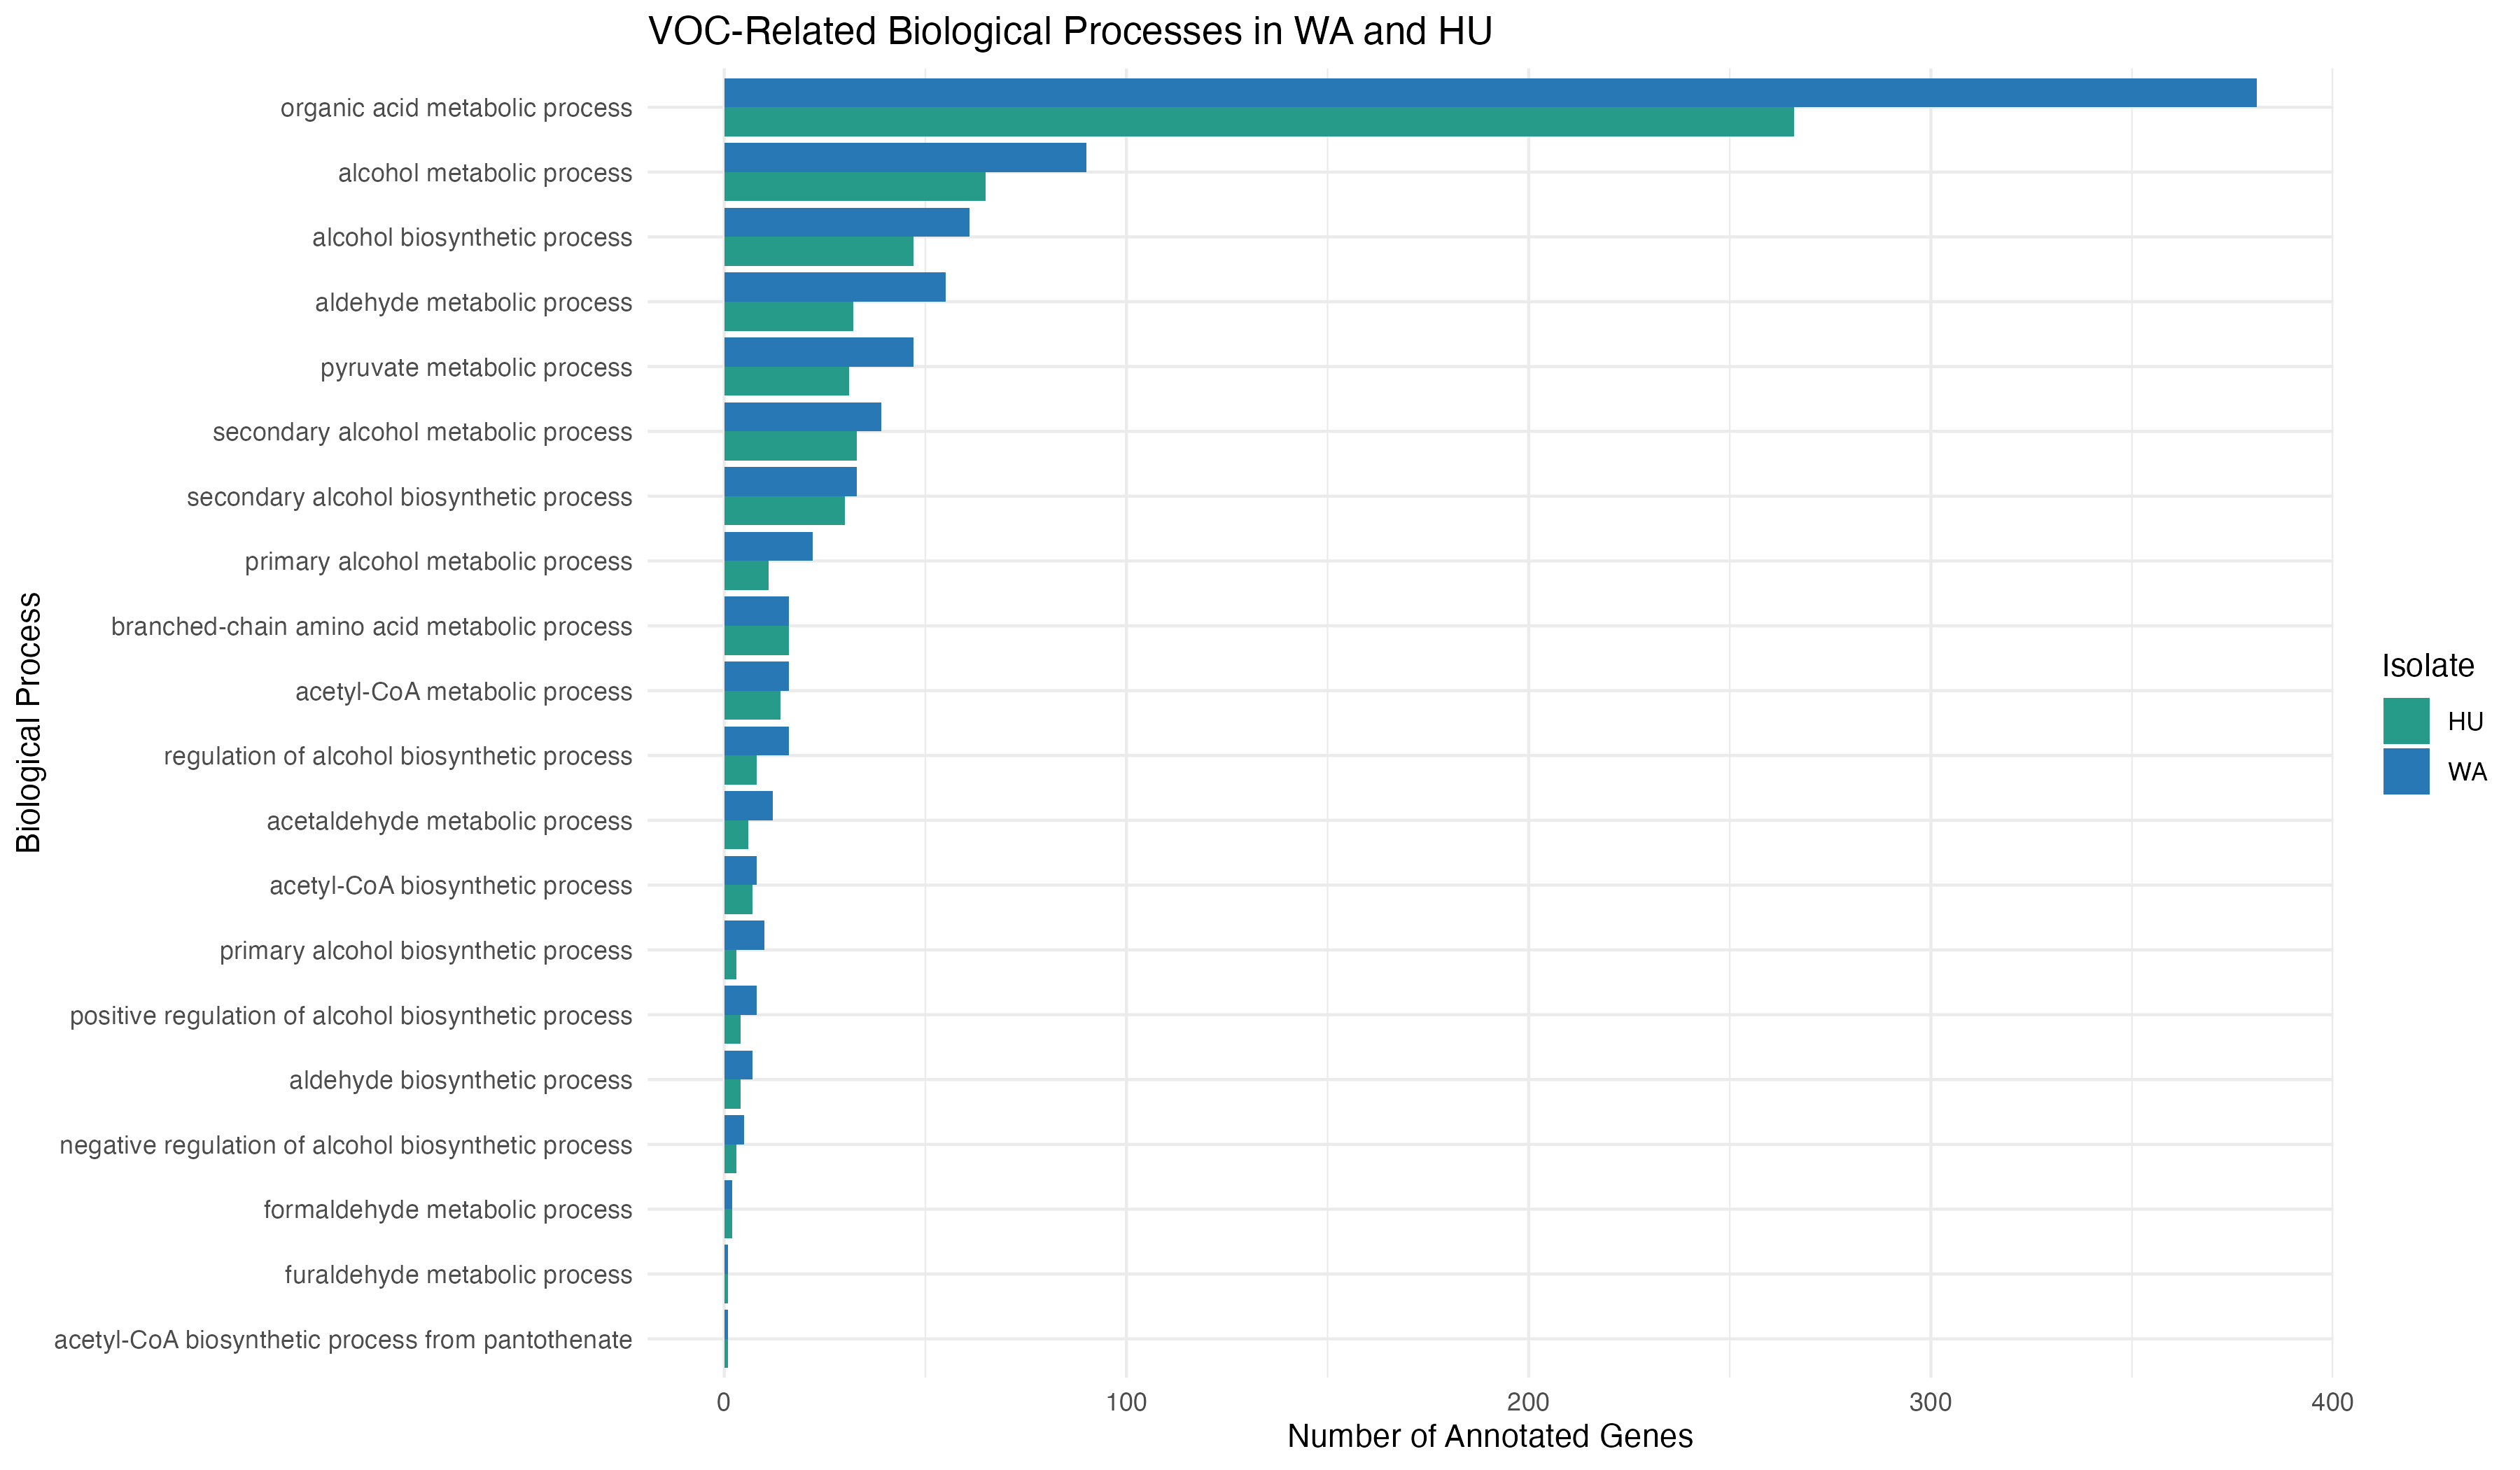 VOC-Related Biological Processes in WA and HU
Biological Process
organic acid metabolic process
alcohol metabolic process
alcohol biosynthetic process
aldehyde metabolic process
pyruvate metabolic process
secondary alcohol metabolic process
secondary alcohol biosynthetic process
primary alcohol metabolic process
branched-chain amino acid metabolic process
acetyl-CoA metabolic process
regulation of alcohol biosynthetic process
acetaldehyde metabolic process
acetyl-CoA biosynthetic process
primary alcohol biosynthetic process
positive regulation of alcohol biosynthetic process
aldehyde biosynthetic process
negative regulation of alcohol biosynthetic process
formaldehyde metabolic process
furaldehyde metabolic process
acetyl-CoA biosynthetic process from pantothenate
0 100 200 300 400
Number of Annotated Genes
Isolate
HU
WA